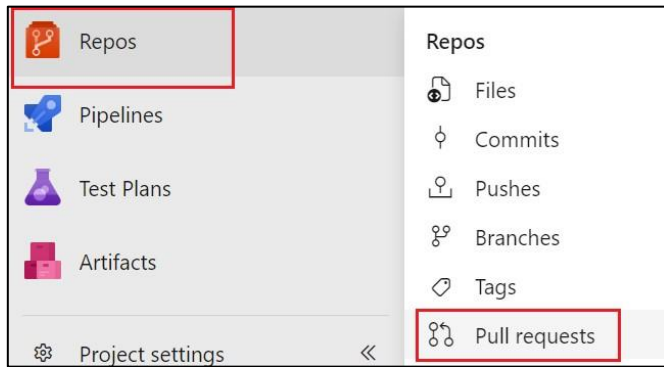 Repos
Pipelines
Test Plans
Artifacts
Project settings
Repos
Files
Commits
Pushes
Branches
Tags
Pull requests